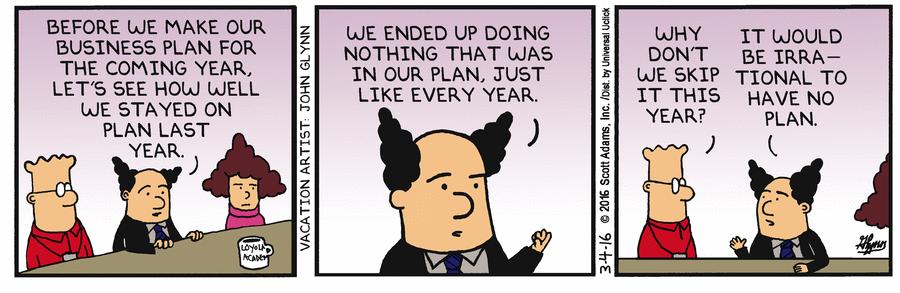 BEFORE WE MAKE OUR
BUSINESS PLAN FOR
THE COMING YEAR,
LET'S SEE HOW WELL
WE STAYED ON
PLAN LAST
YEAR.
LOYOLA
ACADEMY
VACATION ARTIST: JOHN GLYNN
WE ENDED UP DOING
NOTHING THAT WAS
IN OUR PLAN, JUST
LIKE EVERY YEAR.
3-4-16 © 2016 Scott Adams, Inc. /Dist. by Universal Uclick
WHY
DON'T
WE SKIP
IT THIS
YEAR?
IT WOULD
BE IRRA-
TIONAL TO
HAVE NO
PLAN.
Glynn